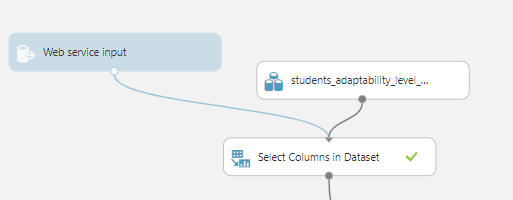 Web service input
students_adaptability_level_...
Select Columns in Dataset